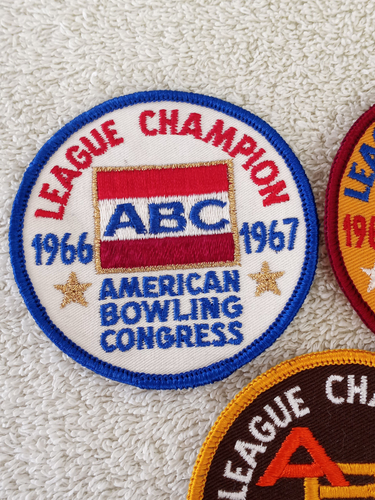 LEAGUE CHAMPION
1966 ABC 1967
AMERICAN
BOWLING
CONGRESS
LEAGUE
A